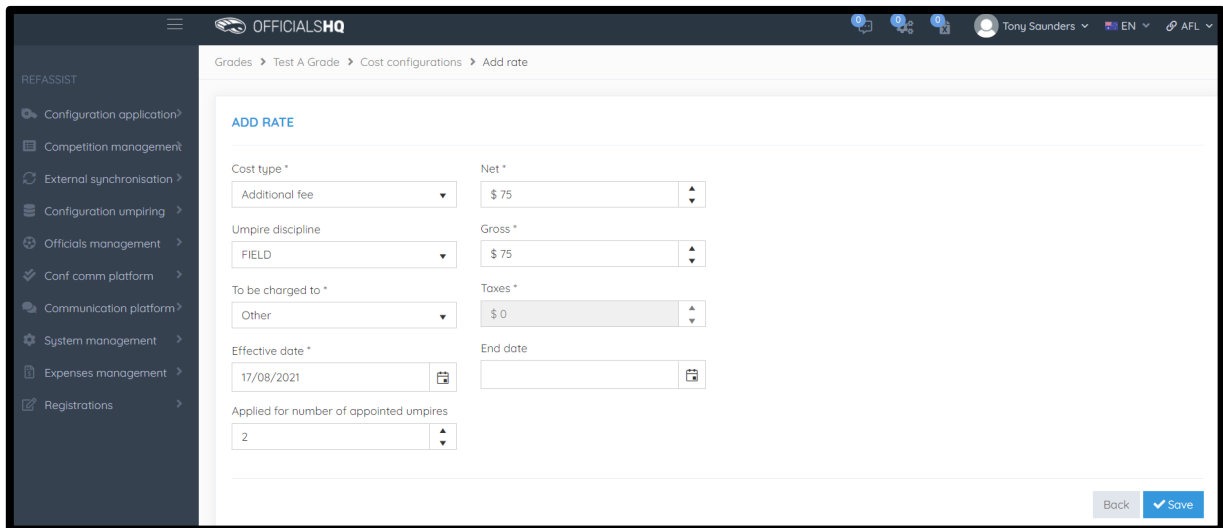 OFFICIALSHQ
0
0
0
Tony Saunders
EN
AFL
REFASSIST
Configuration application
Competition management
External synchronisation
Configuration umpiring
Officials management
Conf comm platform
Communication platform
System management
Expenses management
Registrations
Grades > Test A Grade > Cost configurations > Add rate
ADD RATE
Cost type *
Additional fee
Net *
$ 75
Umpire discipline
FIELD
Gross *
$ 75
To be charged to *
Other
Taxes *
$ 0
Effective date *
17/08/2021
End date
Applied for number of appointed umpires
2
Back
Save